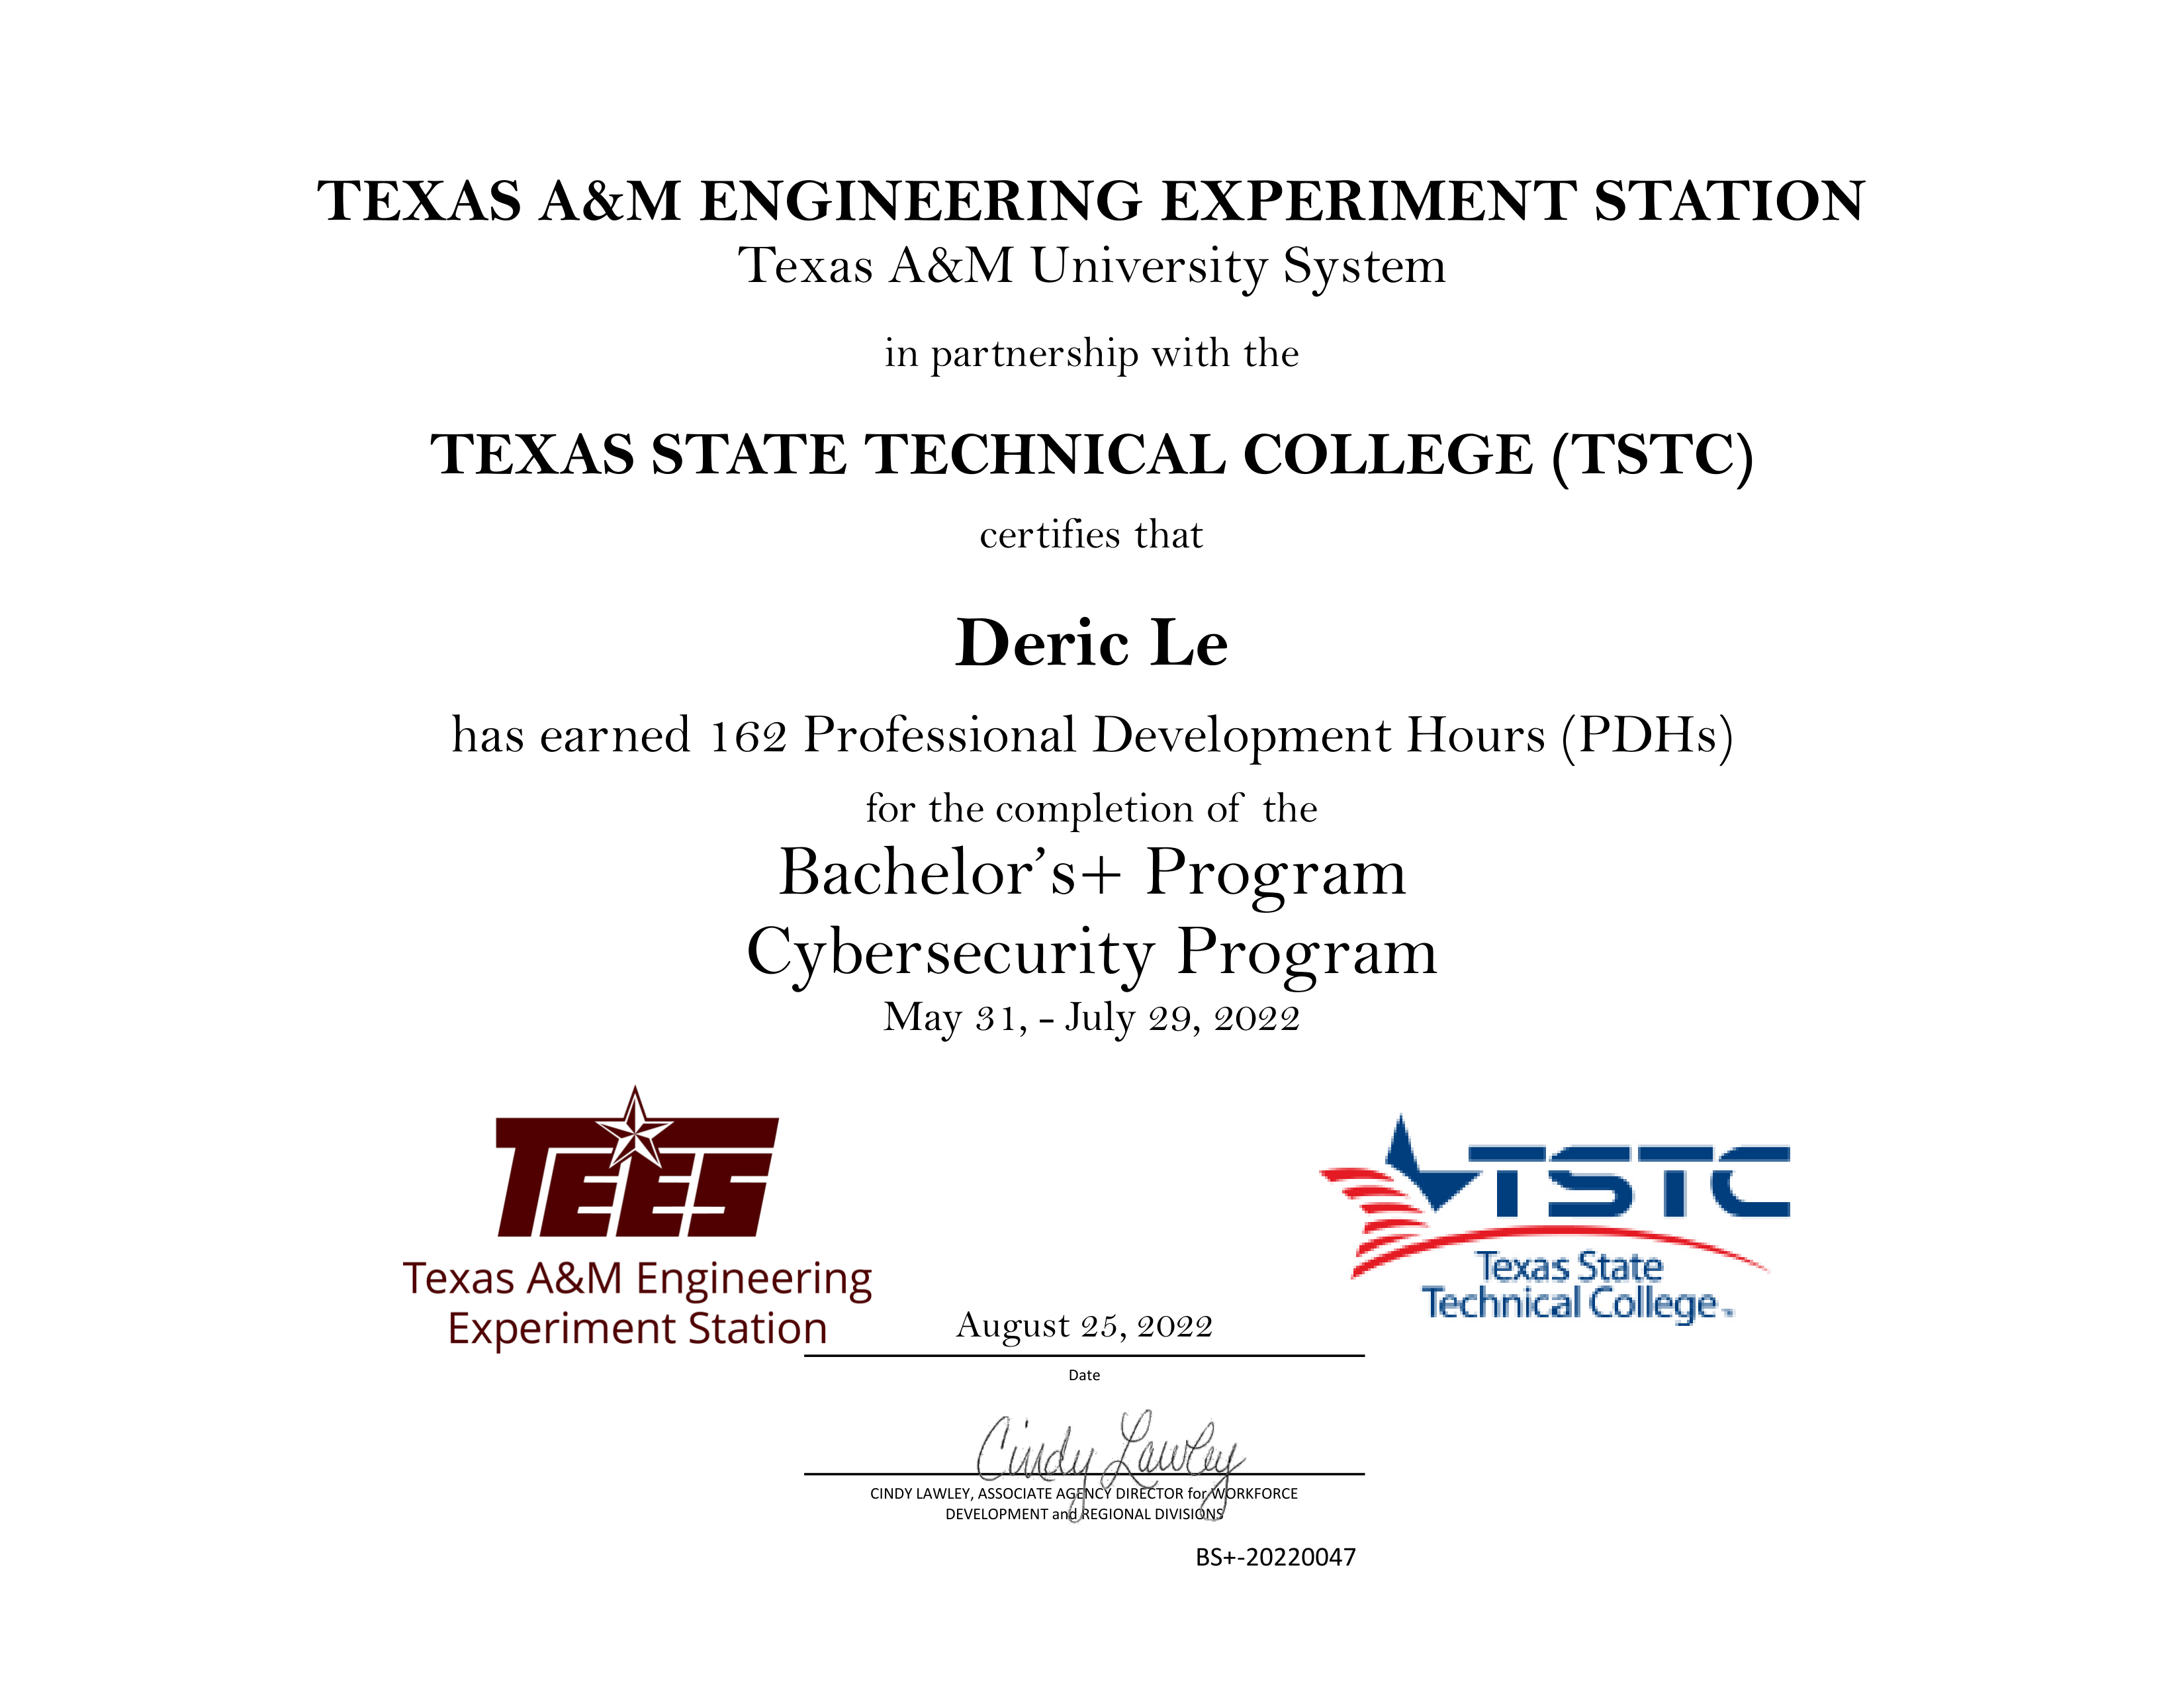 TEXAS A&M ENGINEERING EXPERIMENT STATION
Texas A&M University System
in partnership with the
TEXAS STATE TECHNICAL COLLEGE (TSTC)
certifies that
Deric Le
has earned 162 Professional Development Hours (PDHs)
for the completion of the
Bachelor’s+ Program
Cybersecurity Program
May 31, - July 29, 2022
TEES
Texas A&M Engineering
Experiment Station
TSTC
Texas State
Technical College
August 25, 2022
Date
Cindy Lawley
CINDY LAWLEY, ASSOCIATE AGENCY DIRECTOR for WORKFORCE
DEVELOPMENT and REGIONAL DIVISIONS
BS+-20220047